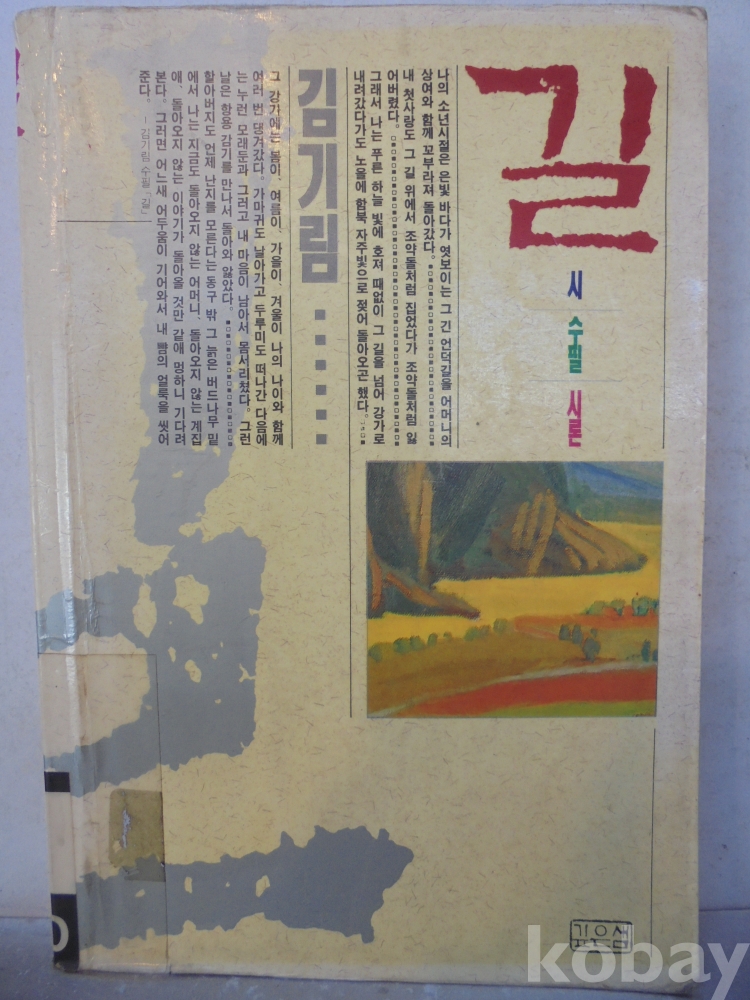 길
시 수필 시론
나의 소년시절은 은빛 바다가 엿보이는 그 긴 언덕길을 어머니의
상여와 함께 꼬부라져 돌아갔다.
내 첫사랑도 그 길 위에서 조약돌처럼 집었다가 조약돌처럼 잃
어버렸다.
그래서 나는 푸른 하늘 빛에 호져 때없이 그 길을 넘어 강가로
내려갔다가도 노을에 함북 자주빛으로 젖어 돌아오곤 했다.
김기림
그 강가에는 봄이, 여름이, 가을이, 겨울이 나의 나이와 함께
여러 번 댕겨갔다. 가마귀도 날아가고 두루미도 떠나간 다음에
는 누런 모래둔과 그러고 내 마음이 남아서 몸서리쳤다. 그런
날은 항용 감기를 만나서 돌아와 앓았다.
할아버지도 언제 난지를 모른다는 동구 밖 그 늙은 버드나무 밑
에서 나는 지금도 돌아오지 않는 어머니, 돌아오지 않는 계집
애, 돌아오지 않는 이야기가 돌아올 것만 같애 멍하니 기다려
본다. 그러면 어느새 어두움이 기어와서 내 뺨의 얼룩을 씻어
준다. —김기림 수필 「길」
깊은샘
kobay